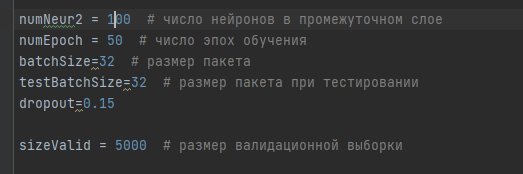 numNeur2 = 100  # число нейронов в промежуточном слое
numEpoch = 50  # число эпох обучения
batchSize=32  # размер пакета
testBatchSize=32  # размер пакета при тестировании
dropout=0.15
sizeValid = 5000  # размер валидационной выборки